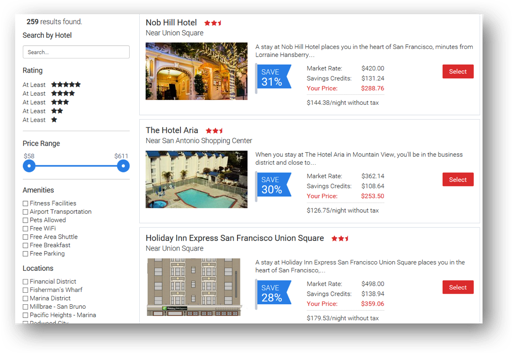 259 results found.
Search by Hotel
Search...
Rating
At Least
At Least
At Least
At Least
At Least
Price Range
$58
$611
Amenities
Fitness Facilities
Airport Transportation
Pets Allowed
Free WiFi
Free Area Shuttle
Free Breakfast
Free Parking
Locations
Financial District
Fisherman's Wharf
Marina District
Millbrae - San Bruno
Pacific Heights - Marina
Redwood City
Nob Hill Hotel
Near Union Square
A stay at Nob Hill Hotel places you in the heart of San Francisco, minutes from
Lorraine Hansberry...
SAVE
31%
Market Rate: $420.00
Savings Credits: $131.24
Your Price: $288.76
Select
$144.38/night without tax
The Hotel Aria
Near San Antonio Shopping Center
When you stay at The Hotel Aria in Mountain View, you'll be in the business
district and close to...
SAVE
30%
Market Rate: $362.14
Savings Credits: $108.64
Your Price: $253.50
Select
$126.75/night without tax
Holiday Inn Express San Francisco Union Square
Near Union Square
A stay at Holiday Inn Express San Francisco Union Square places you in the
heart of San Francisco,...
SAVE
28%
Market Rate: $498.00
Savings Credits: $138.94
Your Price: $359.06
Select
$179.53/night without tax